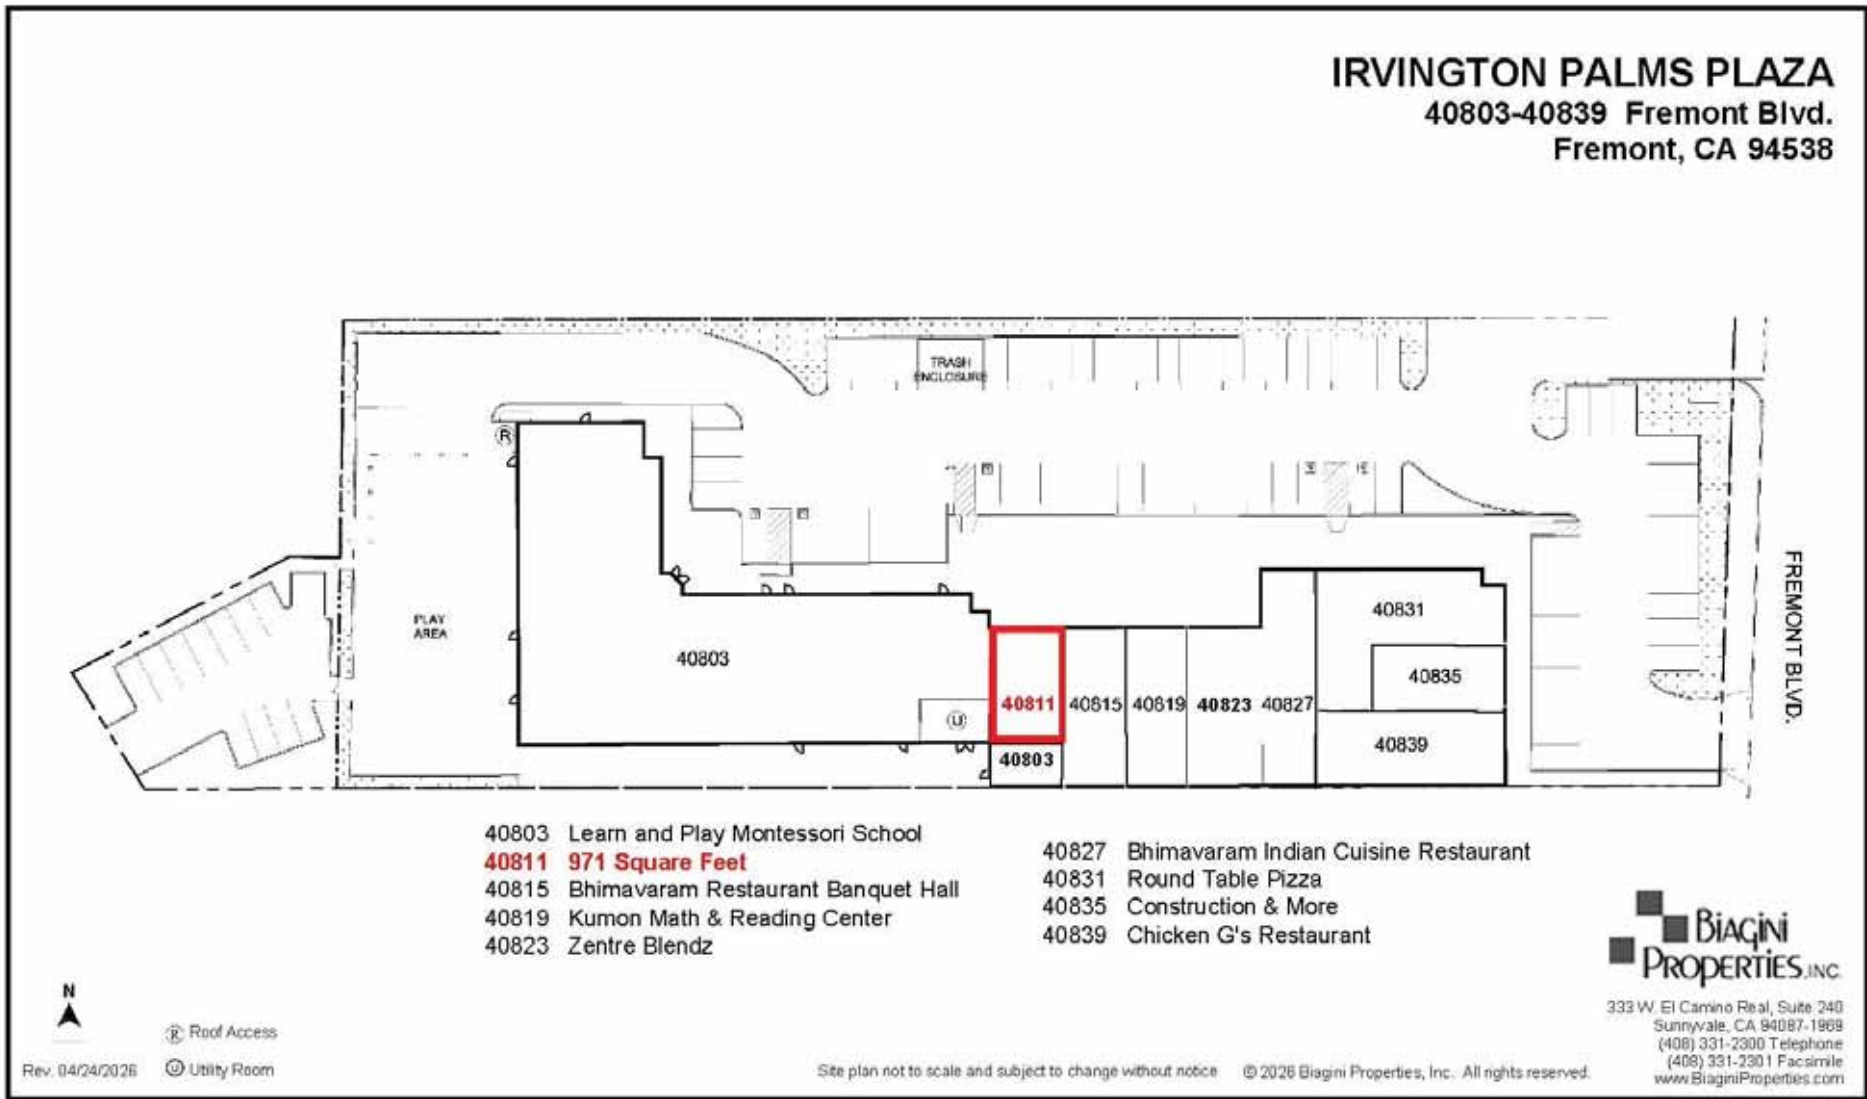 IRVINGTON PALMS PLAZA
40803-40839 Fremont Blvd.
Fremont, CA 94538
TRASH
ENCLOSURE
R
PLAY
AREA
40803
U
40811
40815
40819
40823
40827
40831
40835
40839
40803
FREMONT BLVD.
40803 Learn and Play Montessori School
40811 971 Square Feet
40815 Bhimavaram Restaurant Banquet Hall
40819 Kumon Math & Reading Center
40823 Zentre Blendz
40827 Bhimavaram Indian Cuisine Restaurant
40831 Round Table Pizza
40835 Construction & More
40839 Chicken G's Restaurant
BiAGiNi
PROPERTiES, INC.
333 W. El Camino Real, Suite 240
Sunnyvale, CA 94087-1969
(408) 331-2300 Telephone
(408) 331-2301 Facsimile
www.BiaginiProperties.com
N
R Roof Access
U Utility Room
Rev. 04/24/2026
Site plan not to scale and subject to change without notice
© 2026 Biagini Properties, Inc. All rights reserved.